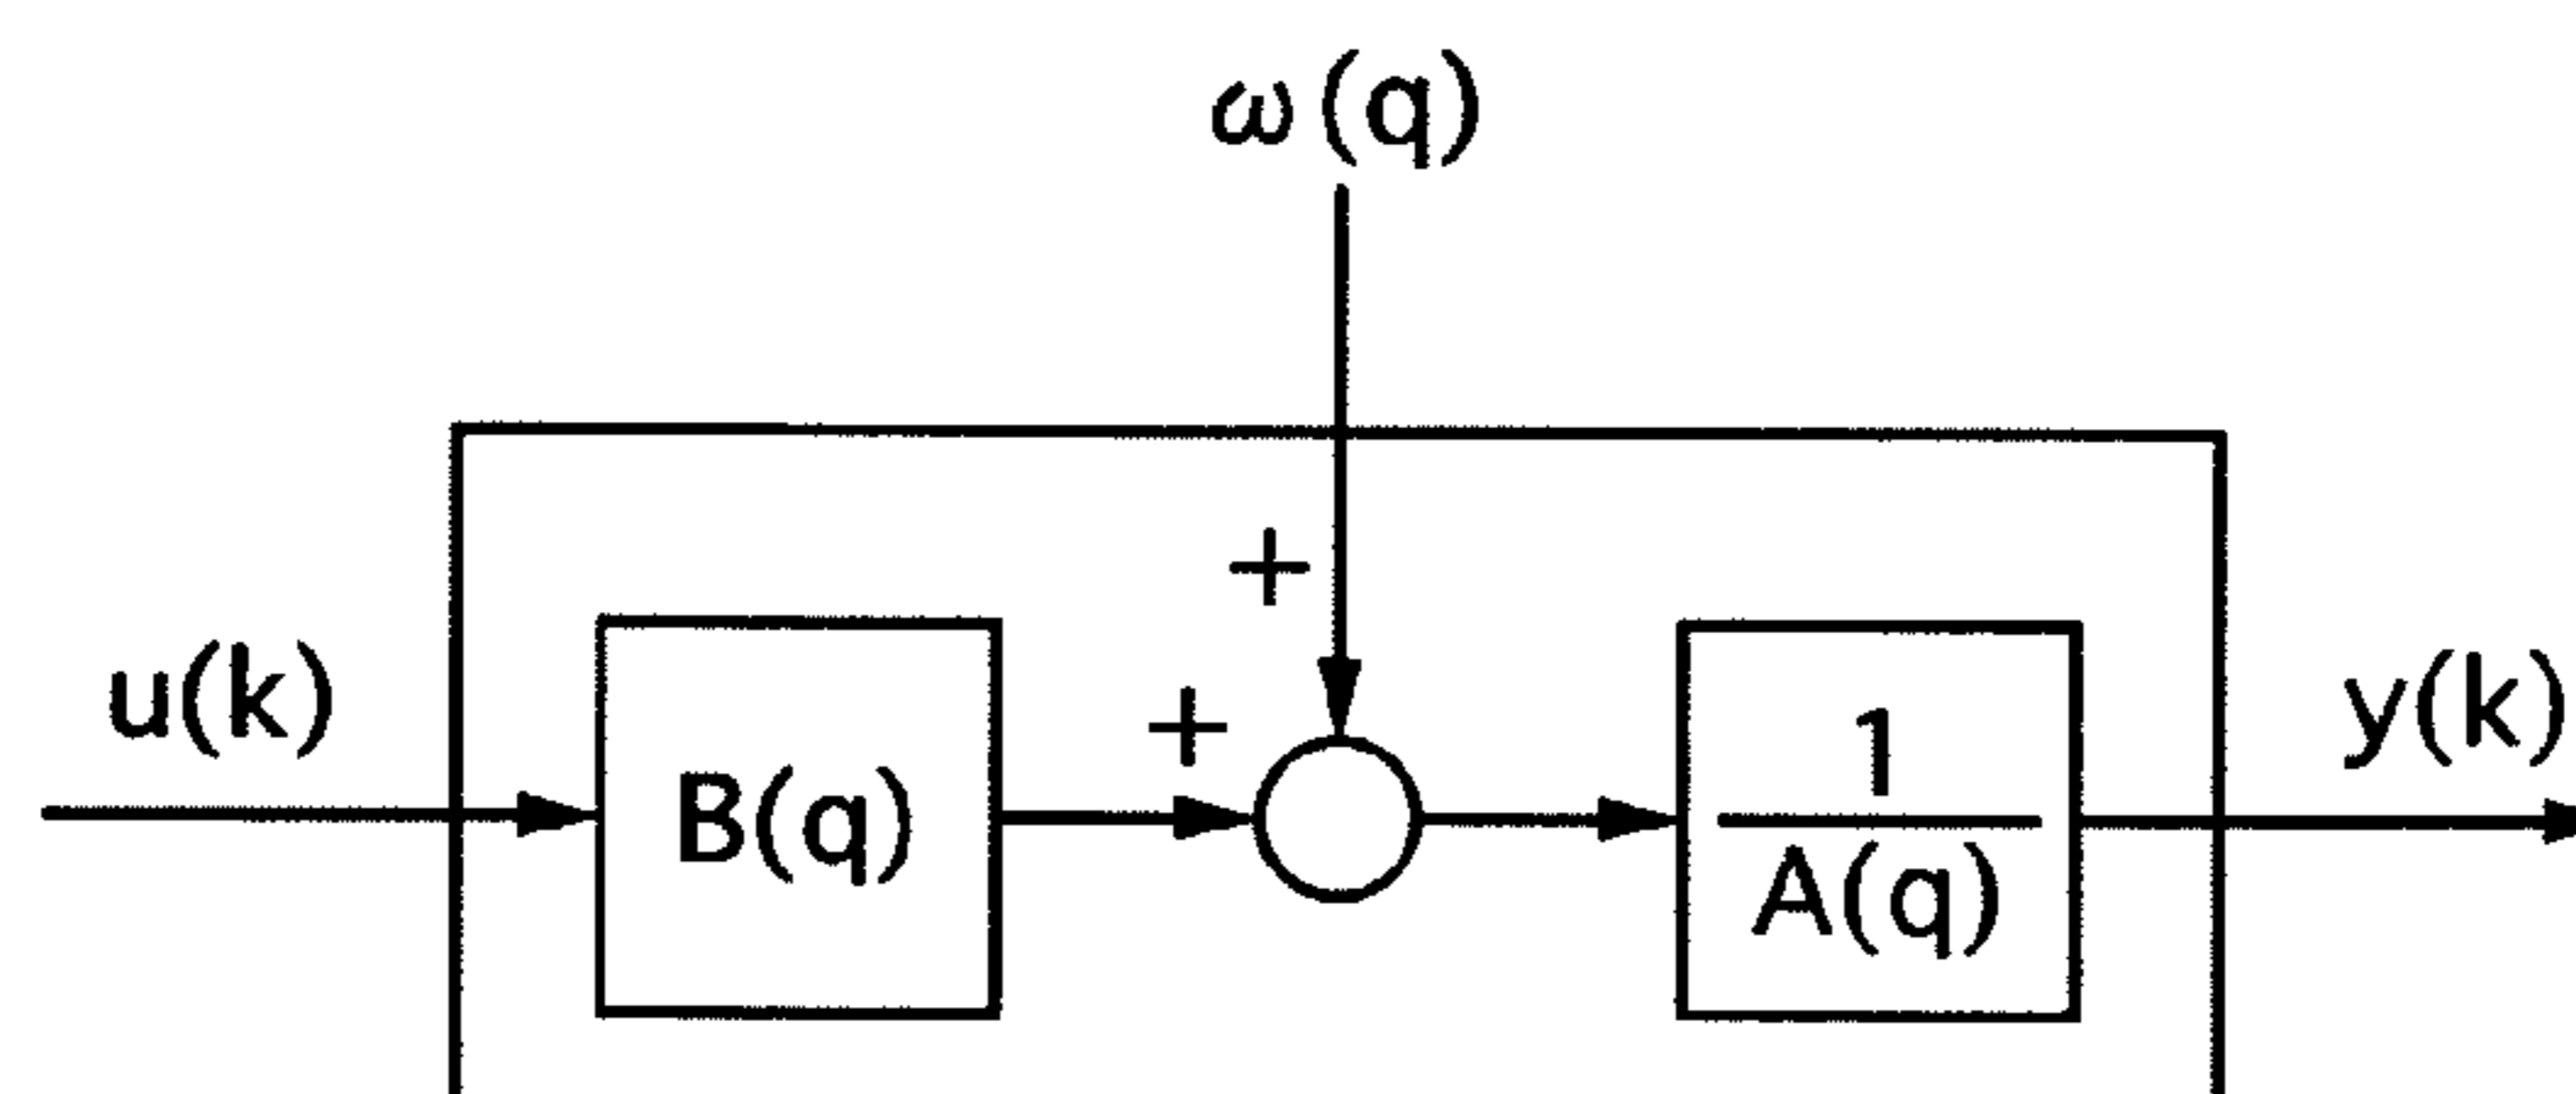 ω(q)
+
u(k)
+
B(q)
1
A(q)
y(k)